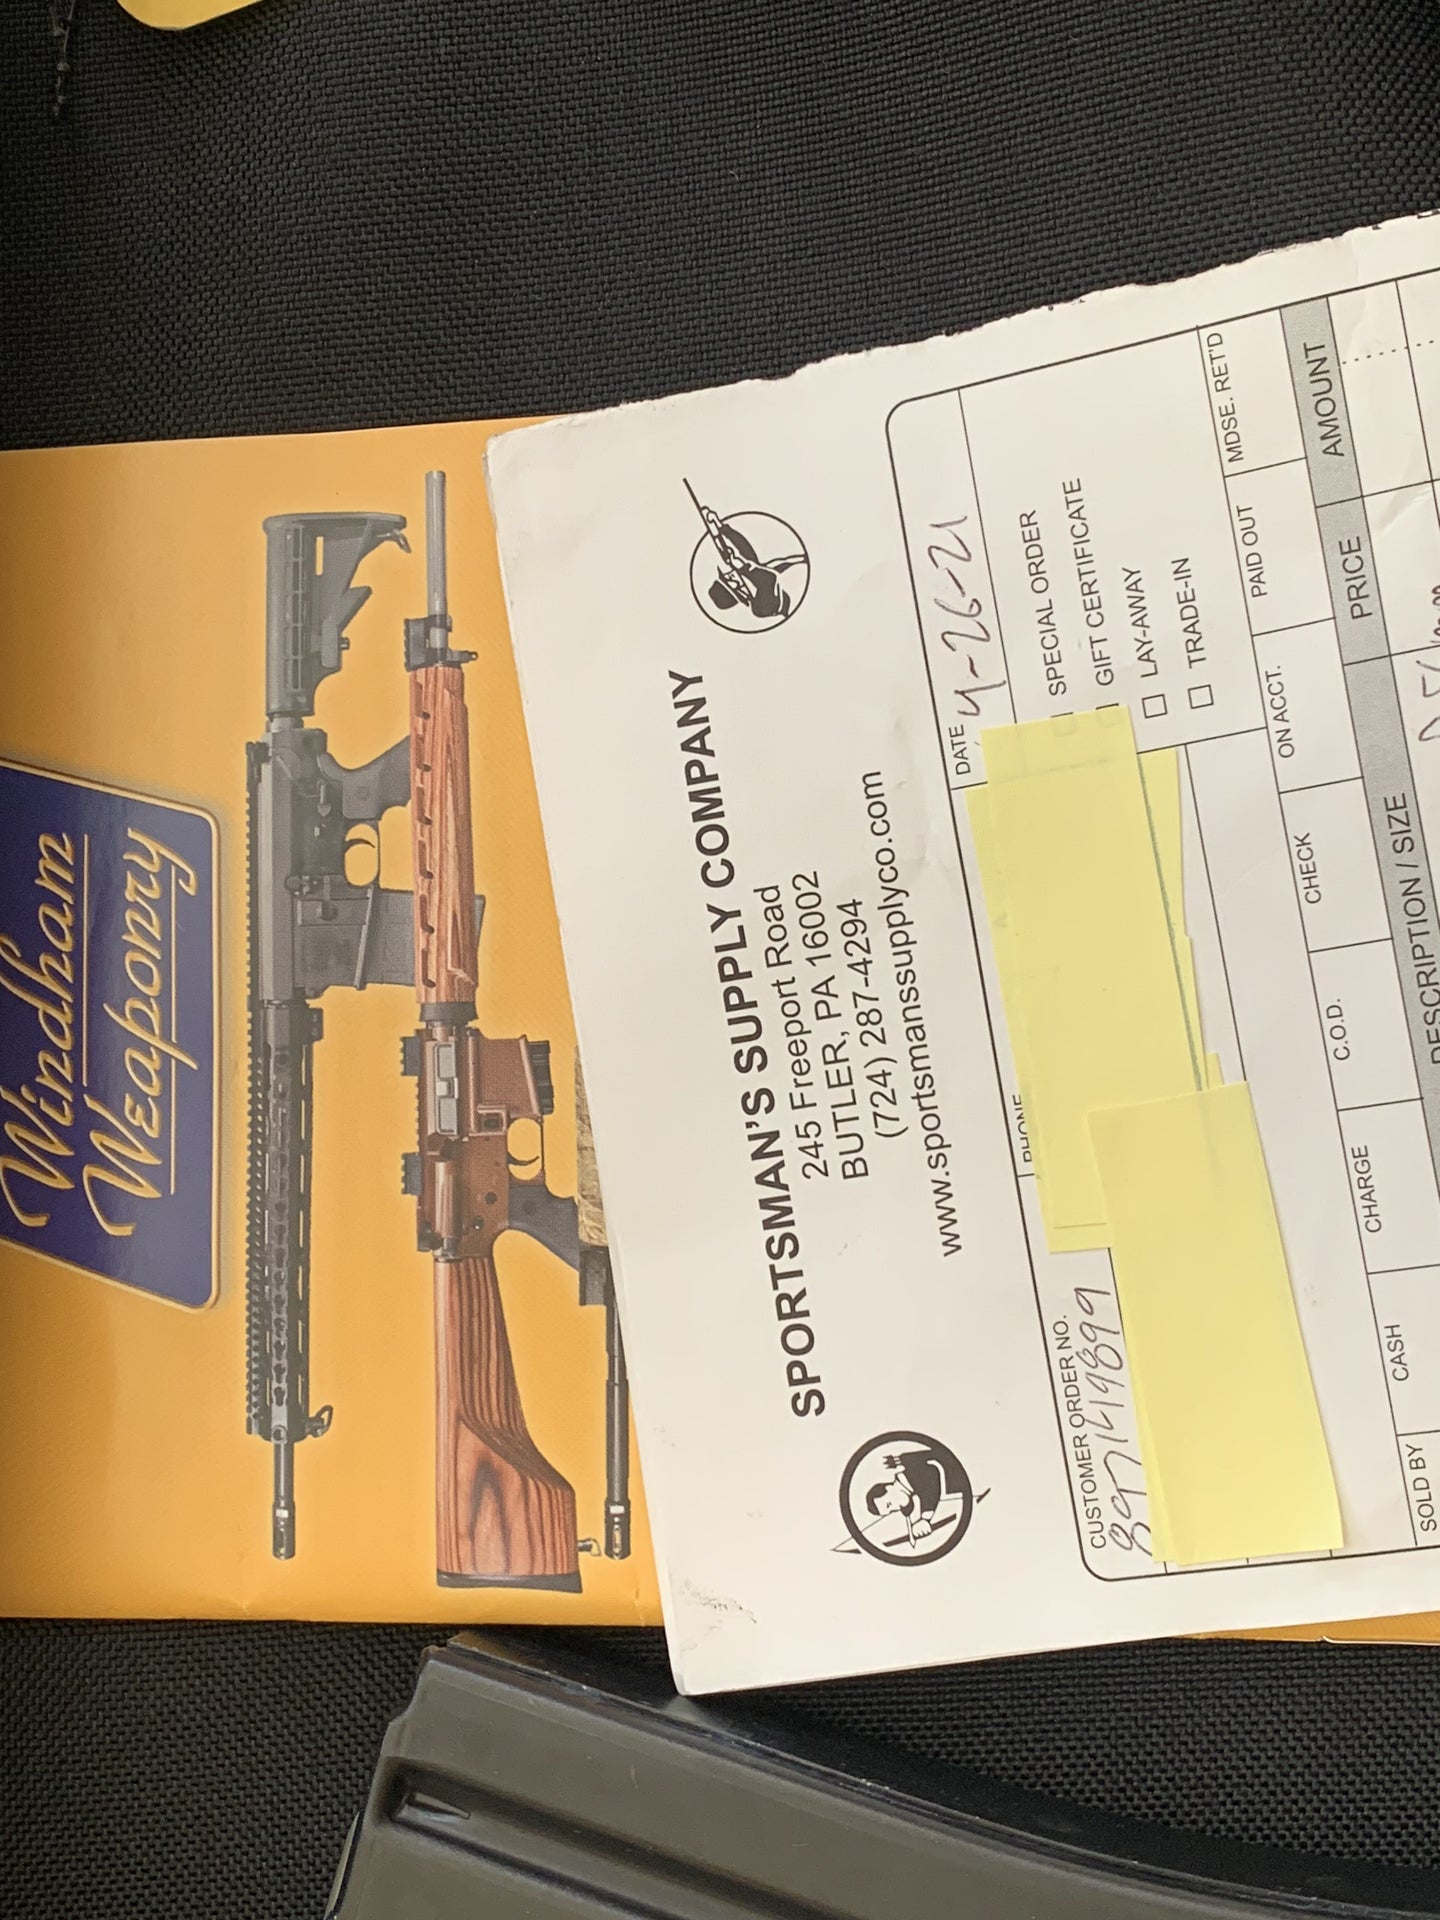 Windham
Weaponry
SPORTSMAN'S SUPPLY COMPANY
245 Freeport Road
BUTLER, PA 16002
(724) 287-4294
www.sportsmanssupplyco.com
CUSTOMER ORDER NO.
PHONE
DATE
4-26-21
SPECIAL ORDER
GIFT CERTIFICATE
LAY-AWAY
TRADE-IN
SOLD BY
CASH
CHARGE
C.O.D.
CHECK
ON ACCT.
PAID OUT
MDSE. RET'D
DESCRIPTION / SIZE
PRICE
AMOUNT